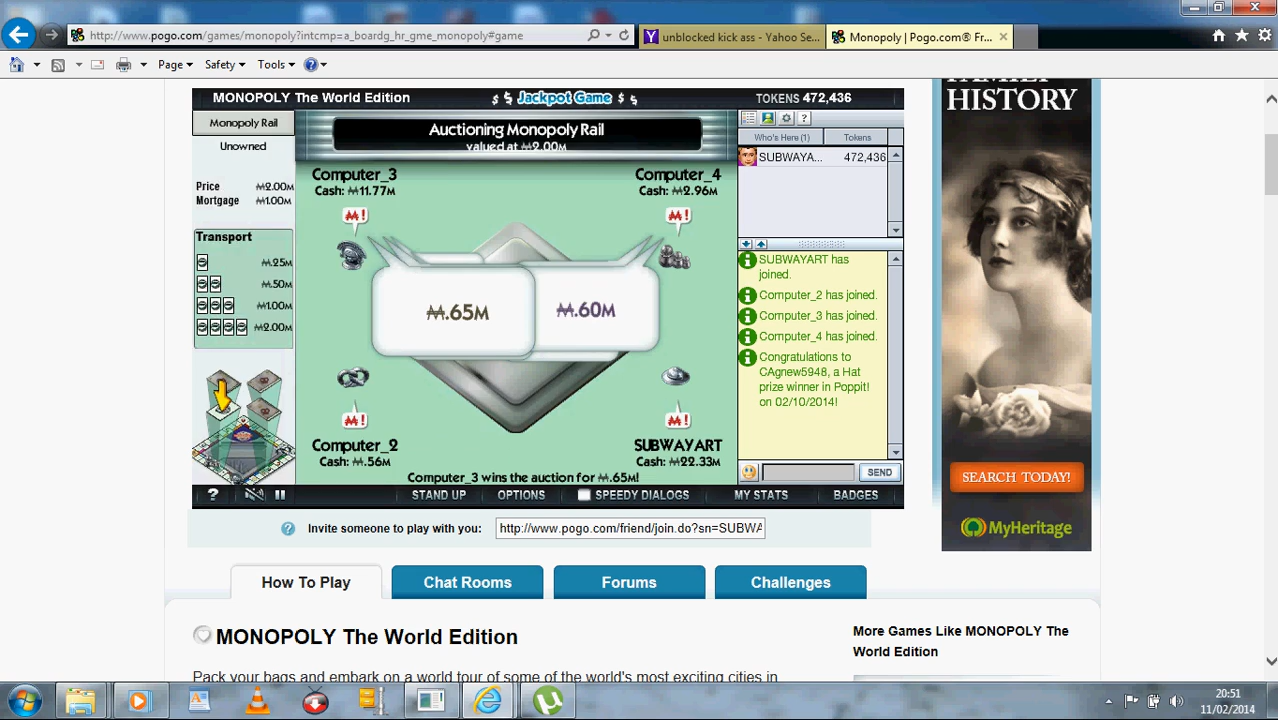 http://www.pogo.com/games/monopoly?intcmp=a_boardg_hr_gme_monopoly#game
unblocked kick ass - Yahoo Se...
Monopoly | Pogo.com® Fr...
Page
Safety
Tools
MONOPOLY The World Edition
$ $ Jackpot Game $ $
TOKENS 472,436
Monopoly Rail
Unowned
Price ₩2.00M
Mortgage ₩1.00M
Transport
₩.25M
₩.50M
₩1.00M
₩2.00M
Auctioning Monopoly Rail
valued at ₩2.00M
Computer_3
Cash: ₩11.77M
Computer_4
Cash: ₩2.96M
₩!
₩!
₩.65M
₩.60M
₩!
₩!
Computer_2
Cash: ₩.56M
SUBWAYART
Cash: ₩22.33M
Computer_3 wins the auction for ₩.65M!
Who's Here (1)
Tokens
SUBWAYA... 472,436
SUBWAYART has
joined.
Computer_2 has joined.
Computer_3 has joined.
Computer_4 has joined.
Congratulations to
CAgnew5948, a Hat
prize winner in Poppit!
on 02/10/2014!
SEND
?
STAND UP
OPTIONS
SPEEDY DIALOGS
MY STATS
BADGES
Invite someone to play with you:
http://www.pogo.com/friend/join.do?sn=SUBWA
FAMILY
HISTORY
SEARCH TODAY!
MyHeritage
How To Play
Chat Rooms
Forums
Challenges
MONOPOLY The World Edition
Pack your bags and embark on a world tour of some of the world's most exciting cities in
More Games Like MONOPOLY The
World Edition
20:51
11/02/2014